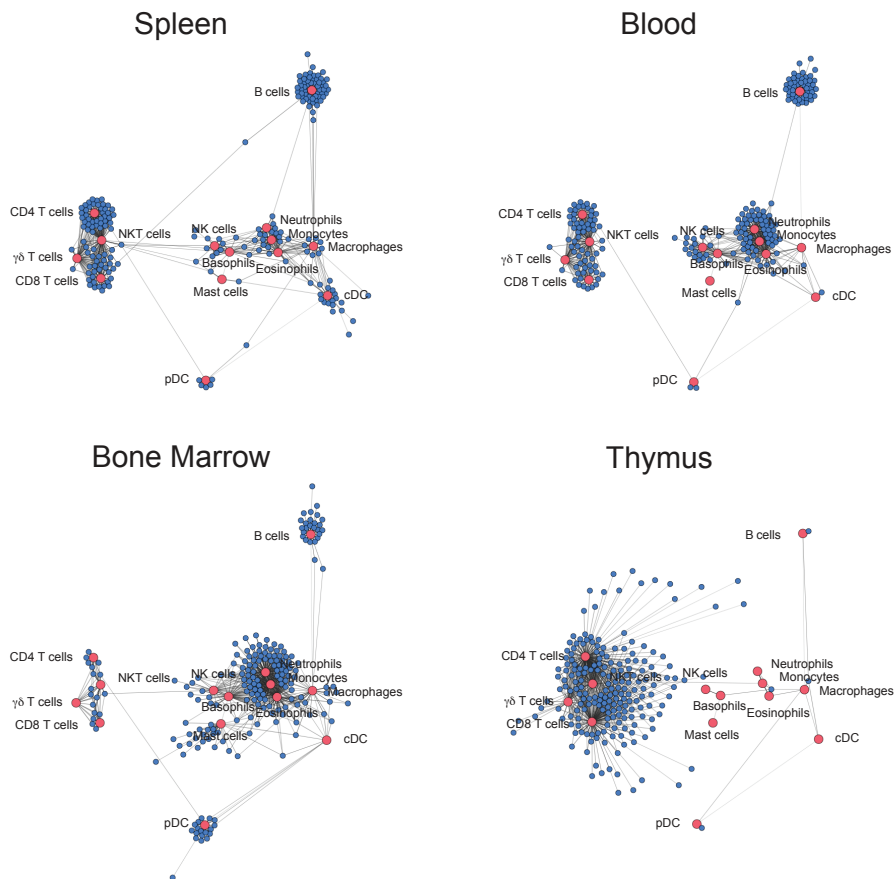 Spleen
B cells
CD4 T cells
NKT cells
NK cells
Neutrophils
Monocytes
Macrophages
γδ T cells
Basophils
Eosinophils
CD8 T cells
Mast cells
cDC
pDC
Blood
B cells
CD4 T cells
NKT cells
NK cells
Neutrophils
Monocytes
Macrophages
γδ T cells
Basophils
Eosinophils
CD8 T cells
Mast cells
cDC
pDC
Bone Marrow
B cells
CD4 T cells
NKT cells
NK cells
Neutrophils
Monocytes
Macrophages
γδ T cells
Basophils
Eosinophils
CD8 T cells
Mast cells
cDC
pDC
Thymus
B cells
CD4 T cells
NKT cells
NK cells
Neutrophils
Monocytes
Macrophages
γδ T cells
Basophils
Eosinophils
CD8 T cells
Mast cells
cDC
pDC